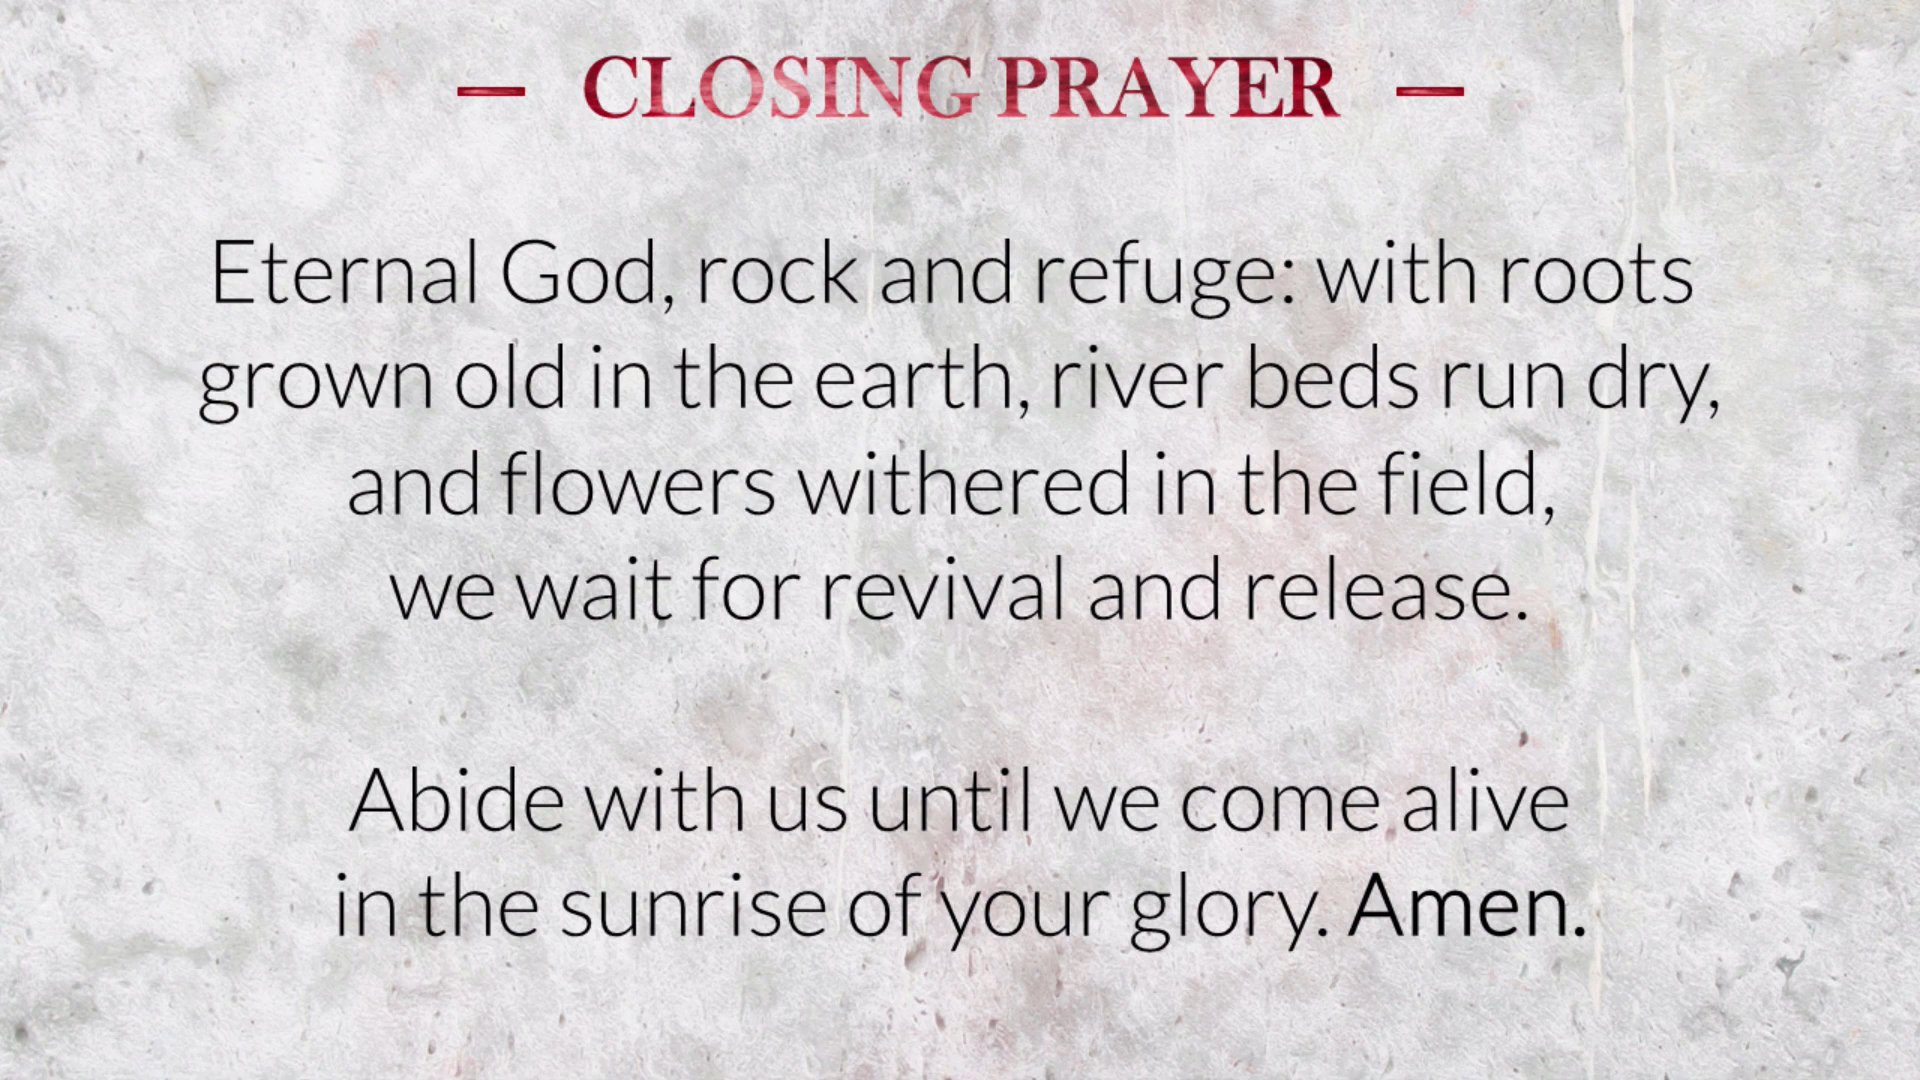 — CLOSING PRAYER —
Eternal God, rock and refuge: with roots
grown old in the earth, river beds run dry,
and flowers withered in the field,
we wait for revival and release.
Abide with us until we come alive
in the sunrise of your glory. Amen.